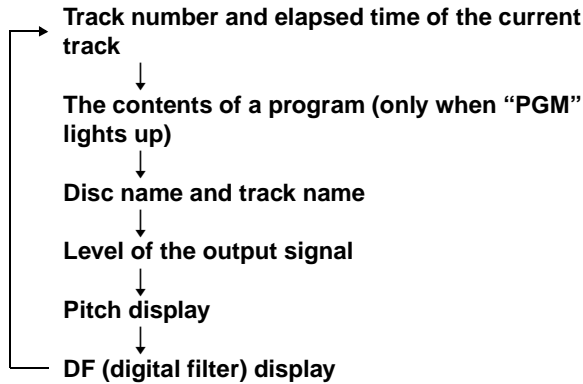 Track number and elapsed time of the current
track
The contents of a program (only when “PGM”
lights up)
Disc name and track name
Level of the output signal
Pitch display
DF (digital filter) display